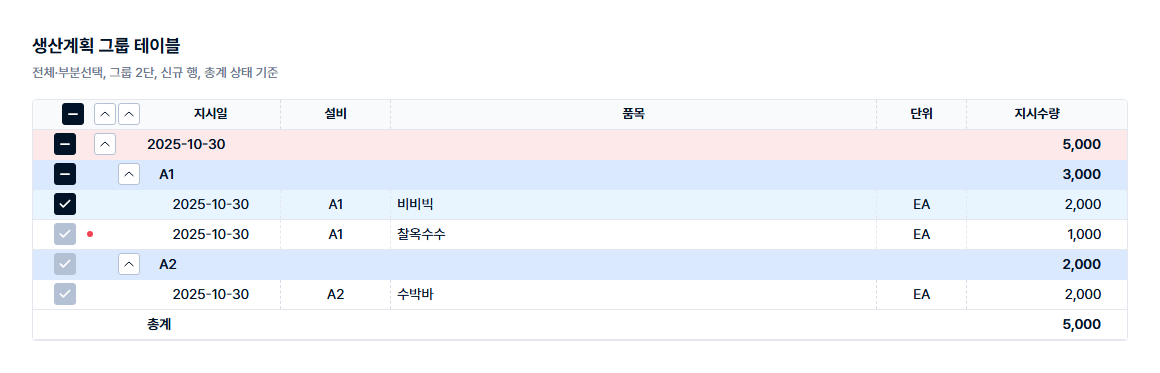 생산계획 그룹 테이블
전체·부분선택, 그룹 2단, 신규 행, 총계 상태 기준
지시일 설비 품목 단위 지시수량
2025-10-30 5,000
A1 3,000
2025-10-30 A1 비비빅 EA 2,000
2025-10-30 A1 찰옥수수 EA 1,000
A2 2,000
2025-10-30 A2 수박바 EA 2,000
총계 5,000